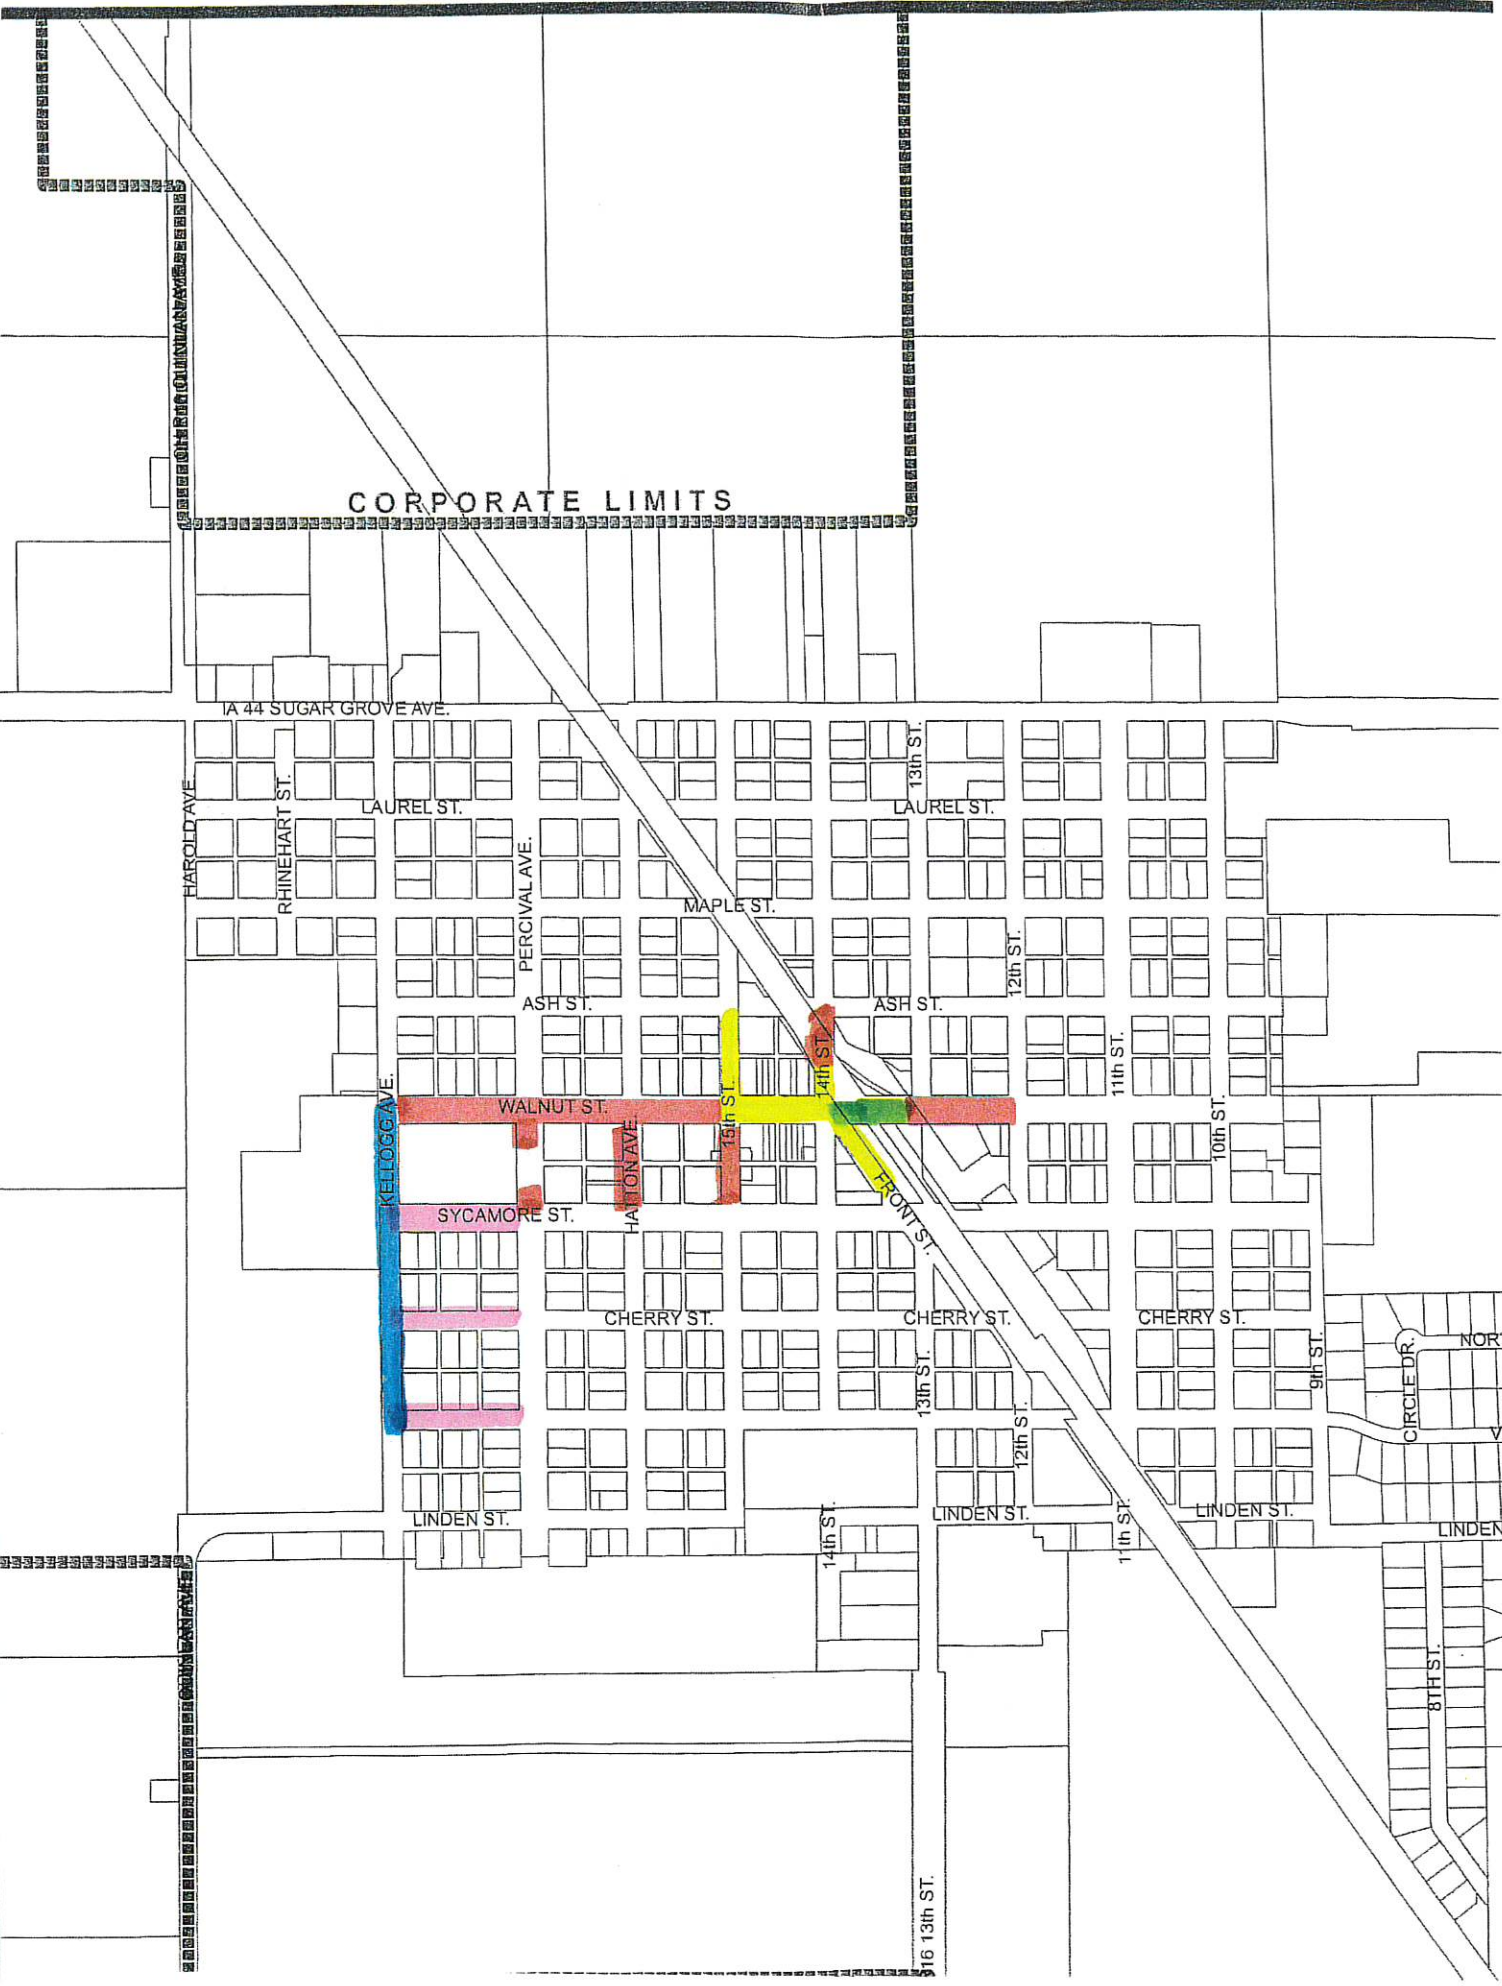 CORPORATE LIMITS
IA 44 SUGAR GROVE AVE.
13th ST.
HAROLD AVE.
RHINEHART ST.
LAUREL ST.
LAUREL ST.
PERCIVAL AVE.
MAPLE ST.
12th ST.
ASH ST.
ASH ST.
14th ST.
11th ST.
KELLOGG AVE.
WALNUT ST.
15th ST.
HATTON AVE.
10th ST.
SYCAMORE ST.
FRONT ST.
CHERRY ST.
CHERRY ST.
CHERRY ST.
13th ST.
9th ST.
CIRCLE DR.
NOR
12th ST.
V
LINDEN ST.
14th ST.
LINDEN ST.
11th ST.
LINDEN ST.
LINDEN
8TH ST.
16 13th ST.